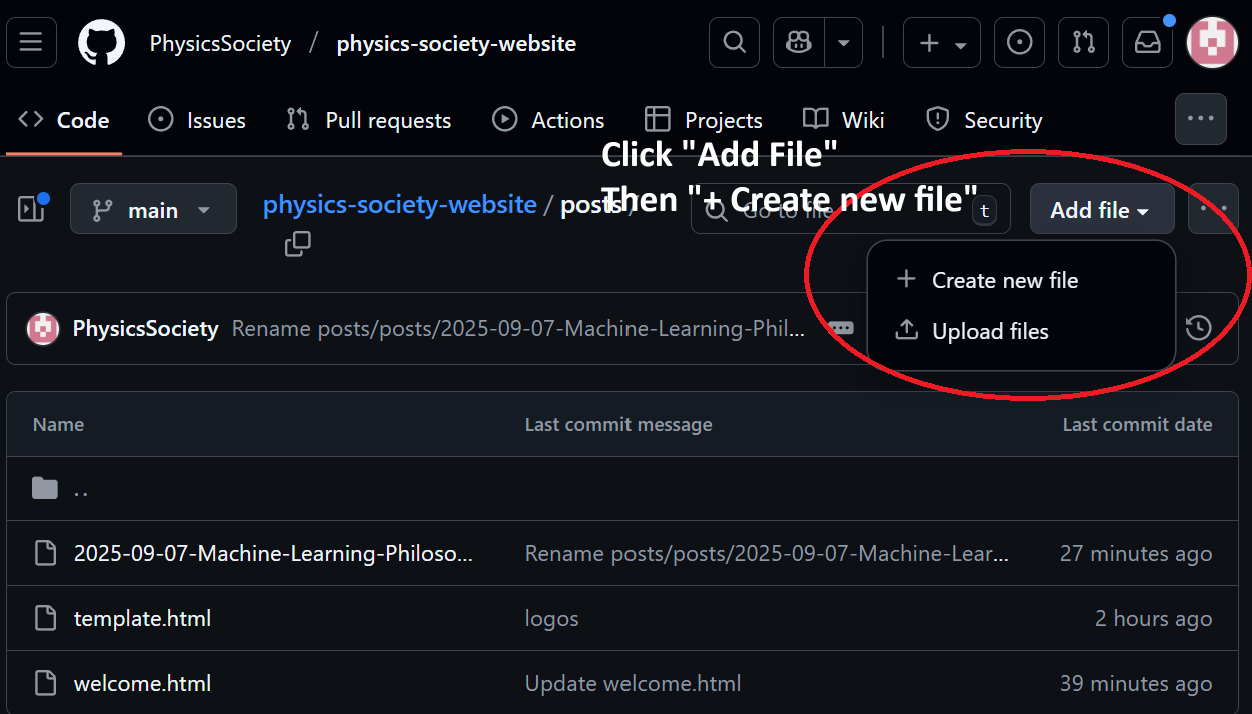 PhysicsSociety / physics-society-website
Code Issues Pull requests Actions Projects Wiki Security
Click "Add File"
Then "+ Create new file"
main physics-society-website / posts / Go to file t Add file
Create new file
Upload files
PhysicsSociety Rename posts/posts/2025-09-07-Machine-Learning-Phil...
Name Last commit message Last commit date
..
2025-09-07-Machine-Learning-Philoso... Rename posts/posts/2025-09-07-Machine-Lear... 27 minutes ago
template.html logos 2 hours ago
welcome.html Update welcome.html 39 minutes ago